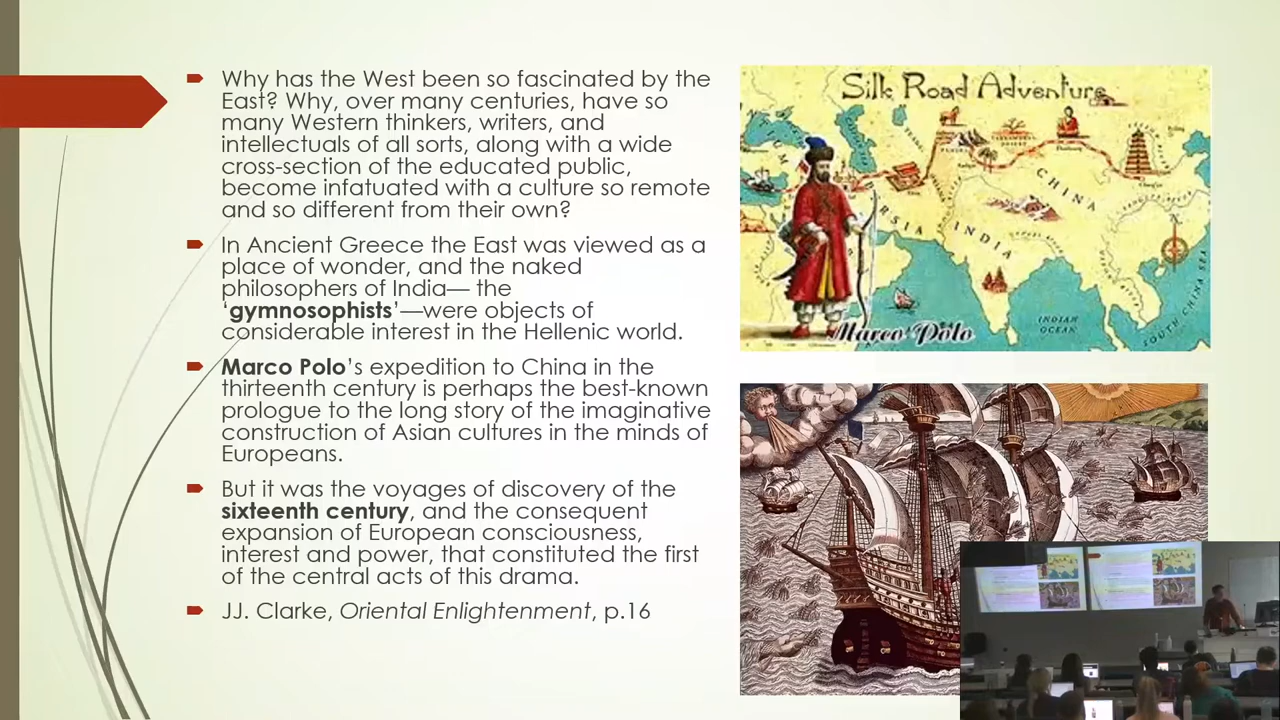 Why has the West been so fascinated by the
East? Why, over many centuries, have so
many Western thinkers, writers, and
intellectuals of all sorts, along with a wide
cross-section of the educated public,
become infatuated with a culture so remote
and so different from their own?
In Ancient Greece the East was viewed as a
place of wonder, and the naked
philosophers of India— the
‘gymnosophists’—were objects of
considerable interest in the Hellenic world.
Marco Polo’s expedition to China in the
thirteenth century is perhaps the best-known
prologue to the long story of the imaginative
construction of Asian cultures in the minds of
Europeans.
But it was the voyages of discovery of the
sixteenth century, and the consequent
expansion of European consciousness,
interest and power, that constituted the first
of the central acts of this drama.
JJ. Clarke, Oriental Enlightenment, p.16
Silk Road Adventure
CHINA
INDIA
INDIAN
OCEAN
SOUTH CHINA SEA
Marco Polo